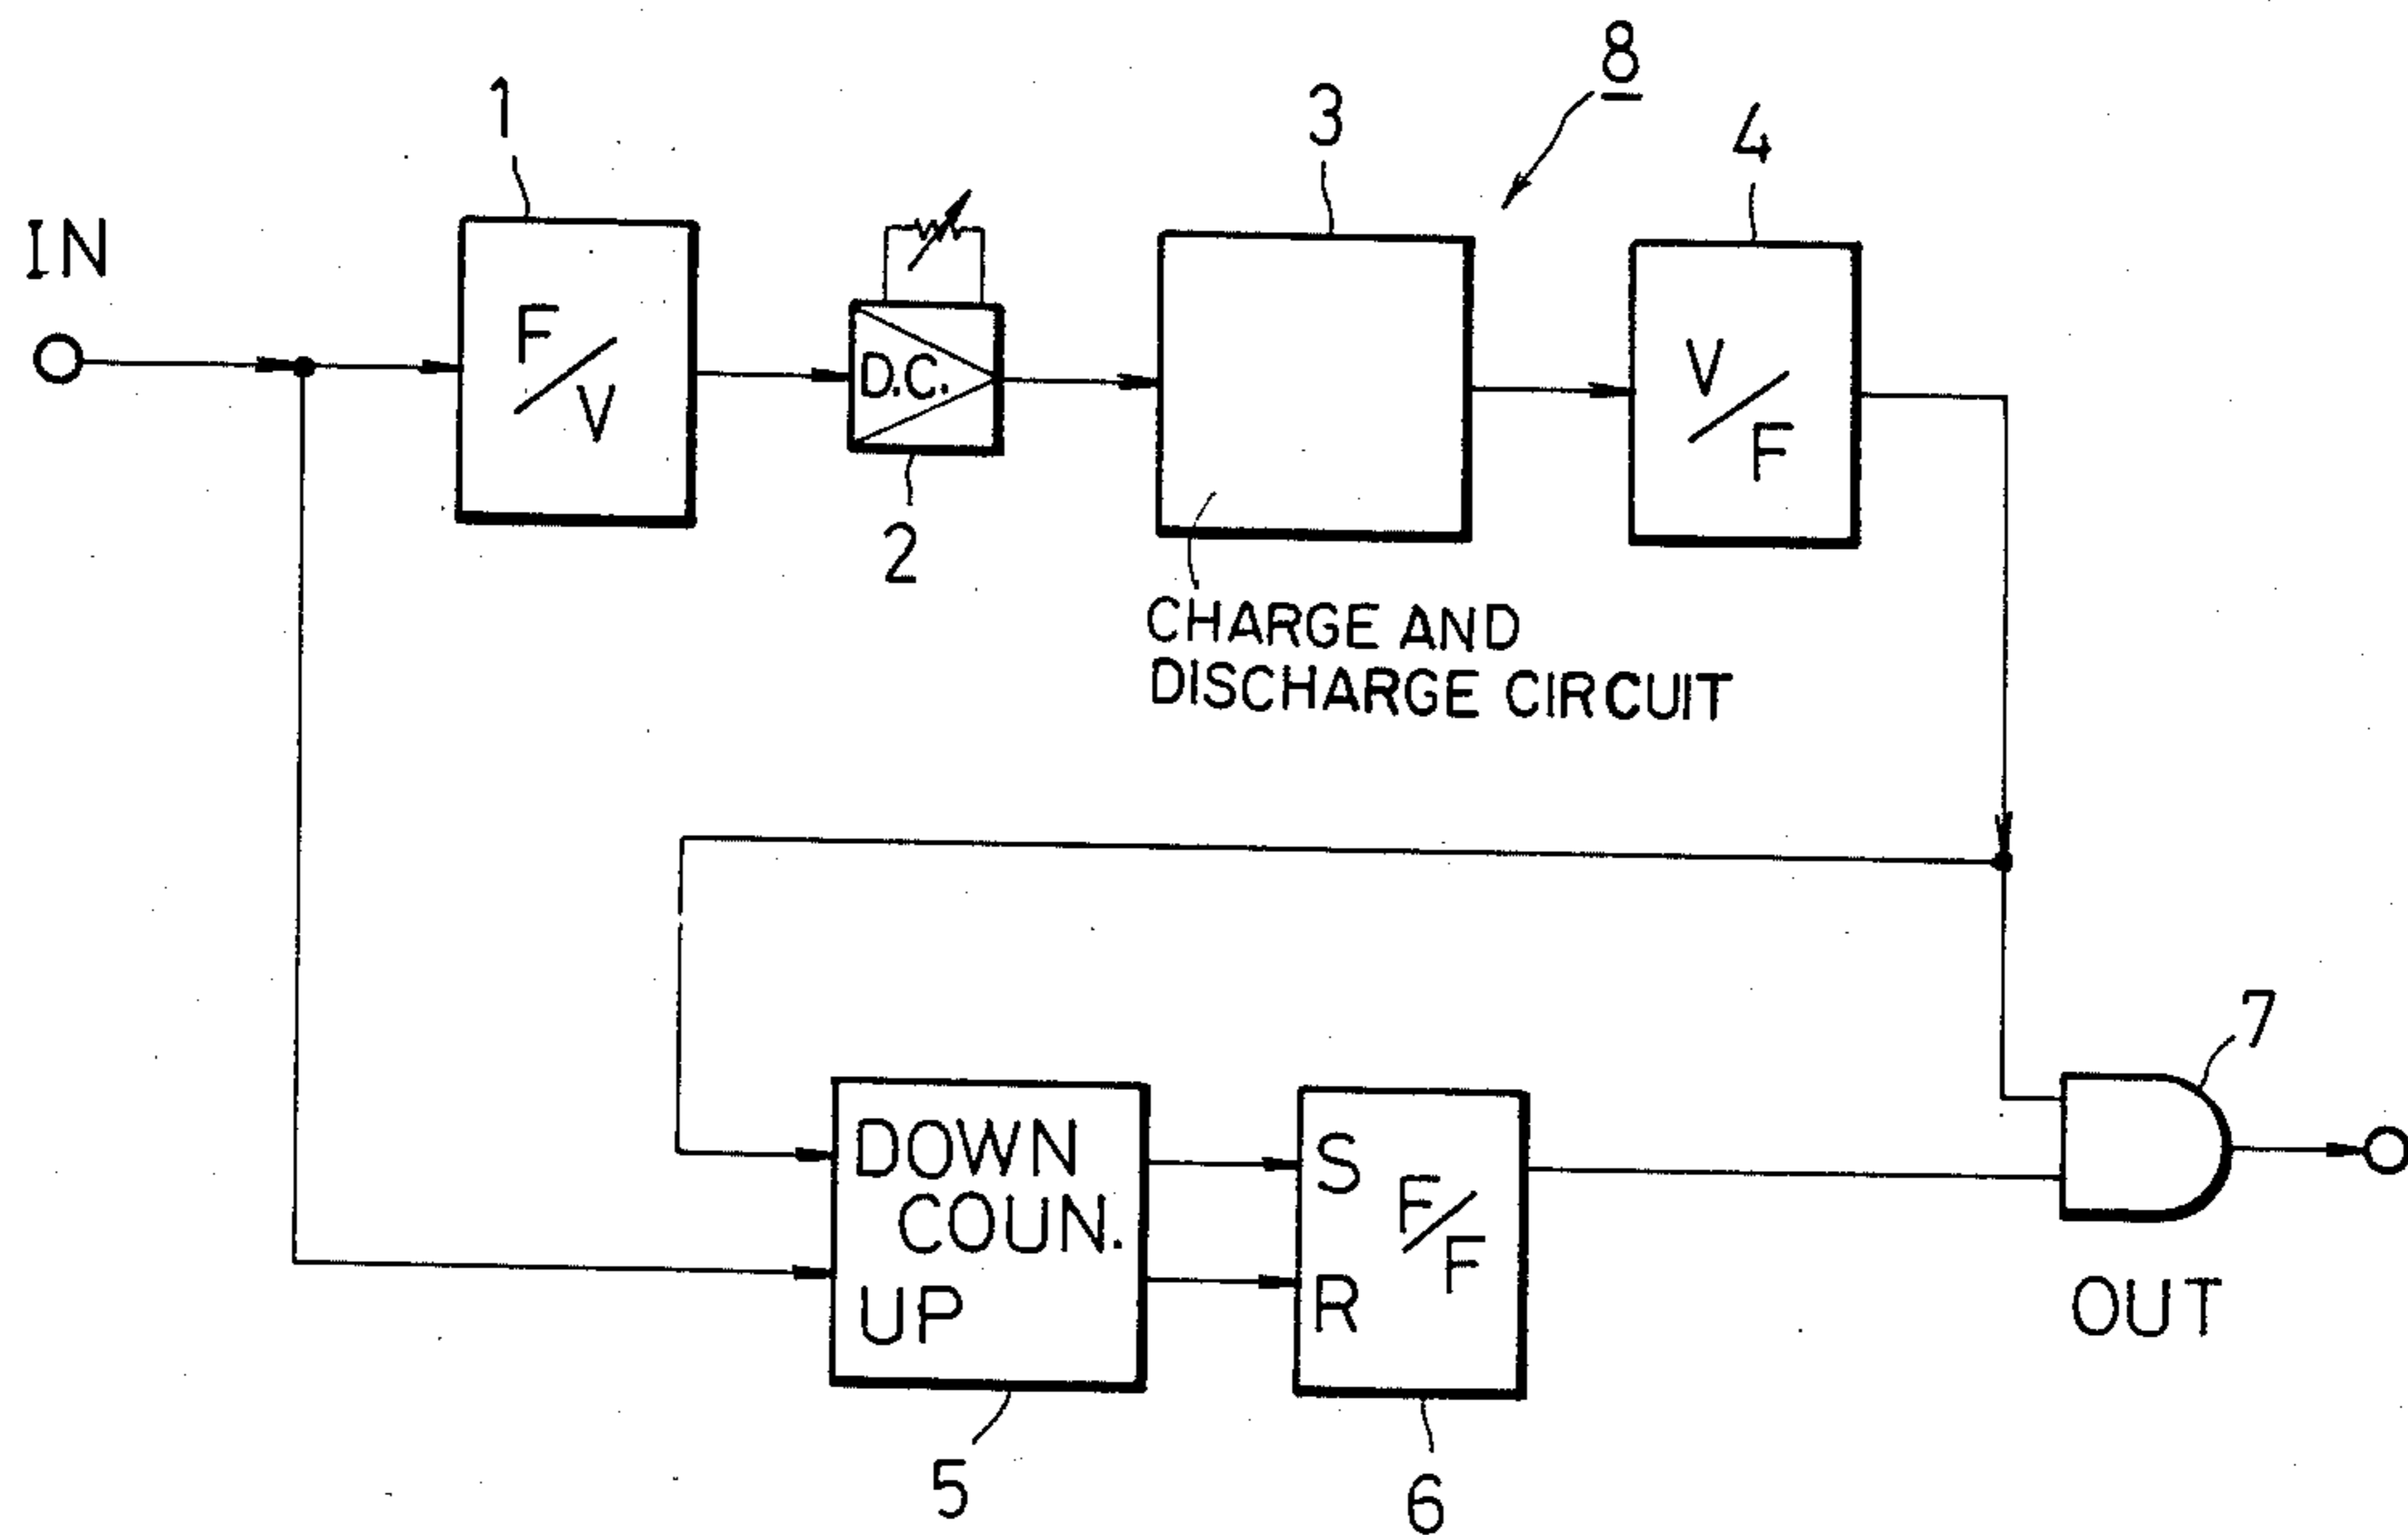 8
1
3
4
IN
F/V
D.C.
V/F
2
CHARGE AND
DISCHARGE CIRCUIT
7
DOWN
COUN.
UP
S
F/F
R
OUT
5
6